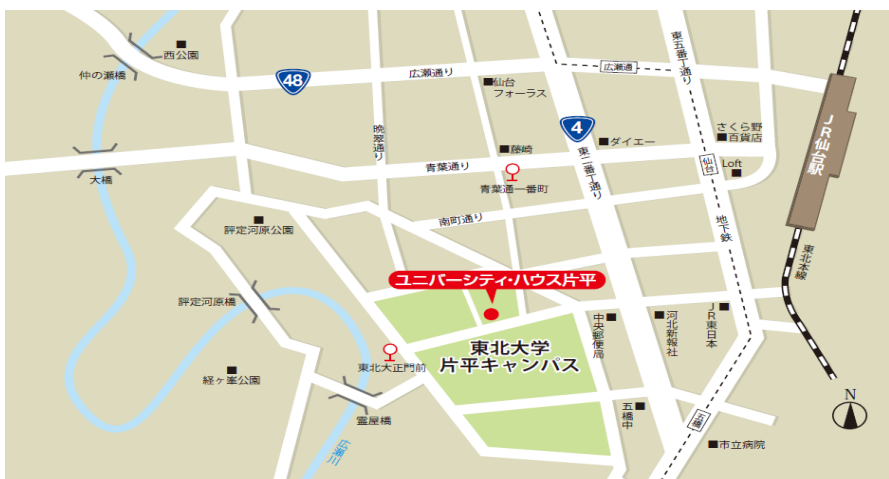 西公園
仲の瀬橋
48
広瀬通り
広瀬通
東五番丁通り
仙台
フォーラス
4
さくら野
百貨店
JR仙台駅
晩翠通り
藤崎
ダイエー
青葉通り
大橋
東二番丁通り
仙台
Loft
青葉通一番町
南町通り
地下鉄
評定河原公園
東北本線
ユニバーシティ・ハウス片平
評定河原橋
中央郵便局
河北新報社
JR東日本
東北大学
片平キャンパス
東北大正門前
経ヶ峯公園
N
霊屋橋
五橋中
五橋
広瀬川
市立病院